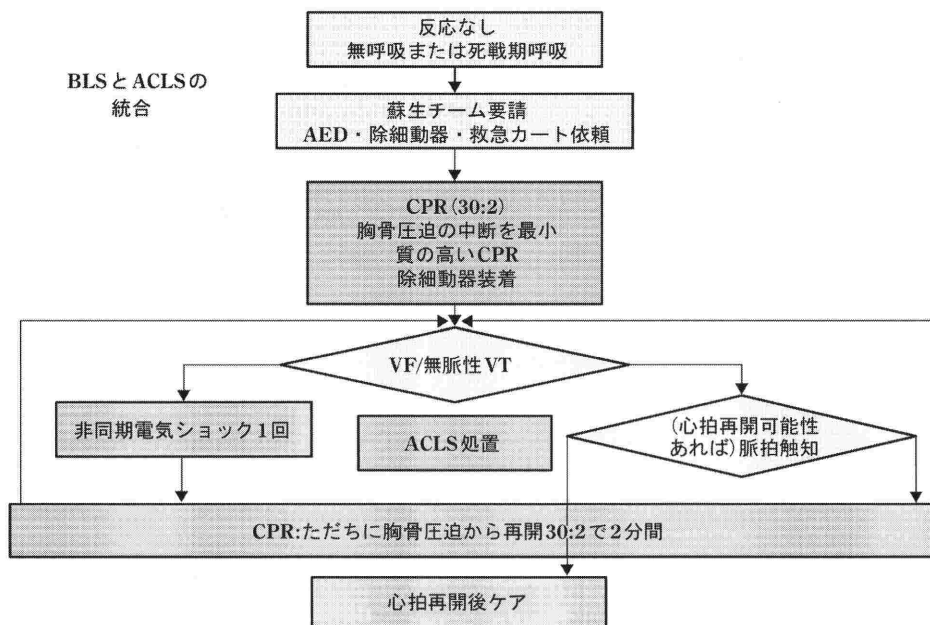 反応なし
無呼吸または死戦期呼吸
BLSとACLSの
統合
蘇生チーム要請
AED・除細動器・救急カート依頼
CPR(30:2)
胸骨圧迫の中断を最小
質の高いCPR
除細動器装着
VF/無脈性VT
非同期電気ショック1回
ACLS処置
(心拍再開可能性
あれば)脈拍触知
CPR:ただちに胸骨圧迫から再開30:2で2分間
心拍再開後ケア